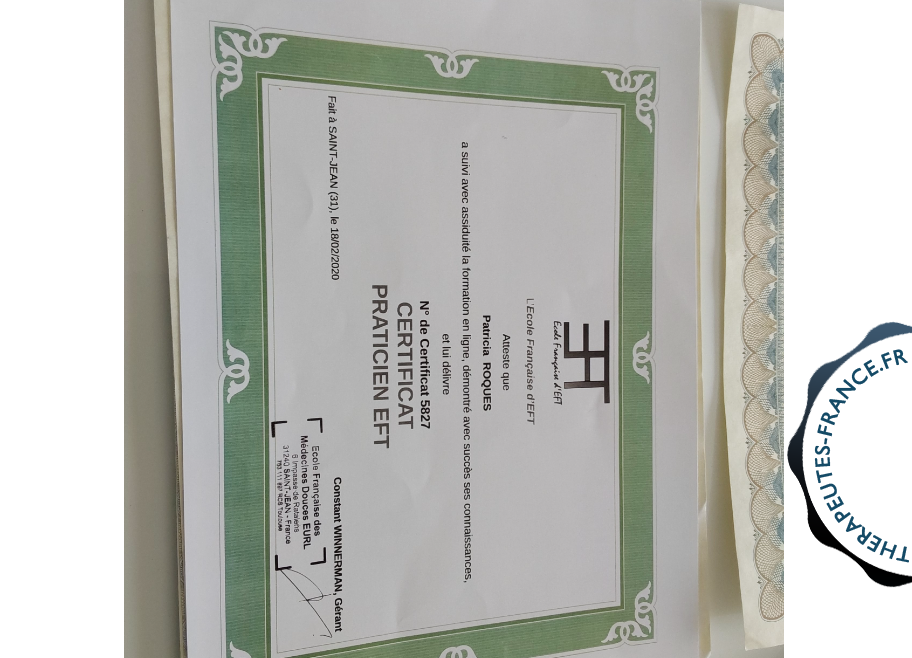 EFT
Ecole Française d'EFT
L'Ecole Française d'EFT
Atteste que
Patricia ROQUES
a suivi avec assiduité la formation en ligne, démontré avec succès ses connaissances,
et lui délivre
N° de Certificat 5827
CERTIFICAT
PRATICIEN EFT
Fait à SAINT-JEAN (31), le 18/02/2020
Constant WINNERMAN, Gérant
Ecole Française des
Médecines Douces EURL
31240 SAINT-JEAN - France
THERAPEUTES-FRANCE.FR